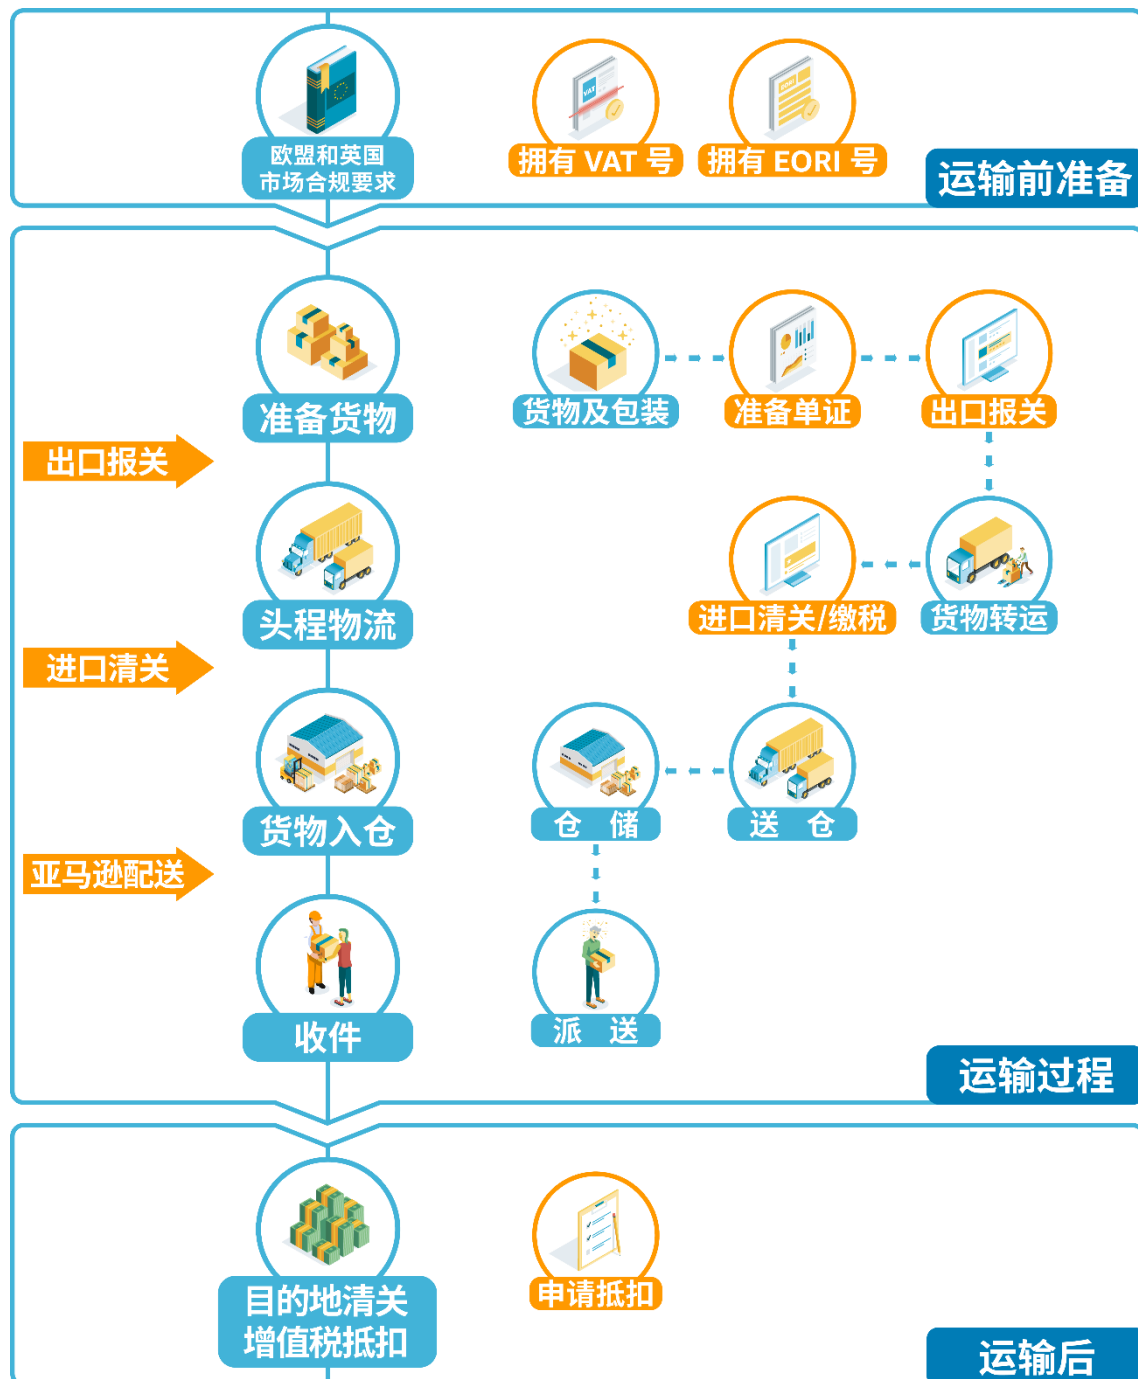 欧盟和英国
市场合规要求
VAT
拥有 VAT 号
EORI
拥有 EORI 号
运输前准备
准备货物
货物及包装
准备单证
出口报关
出口报关
头程物流
进口清关/缴税
货物转运
进口清关
货物入仓
仓 储
送 仓
亚马逊配送
收件
派 送
运输过程
目的地清关
增值税抵扣
申请抵扣
运输后